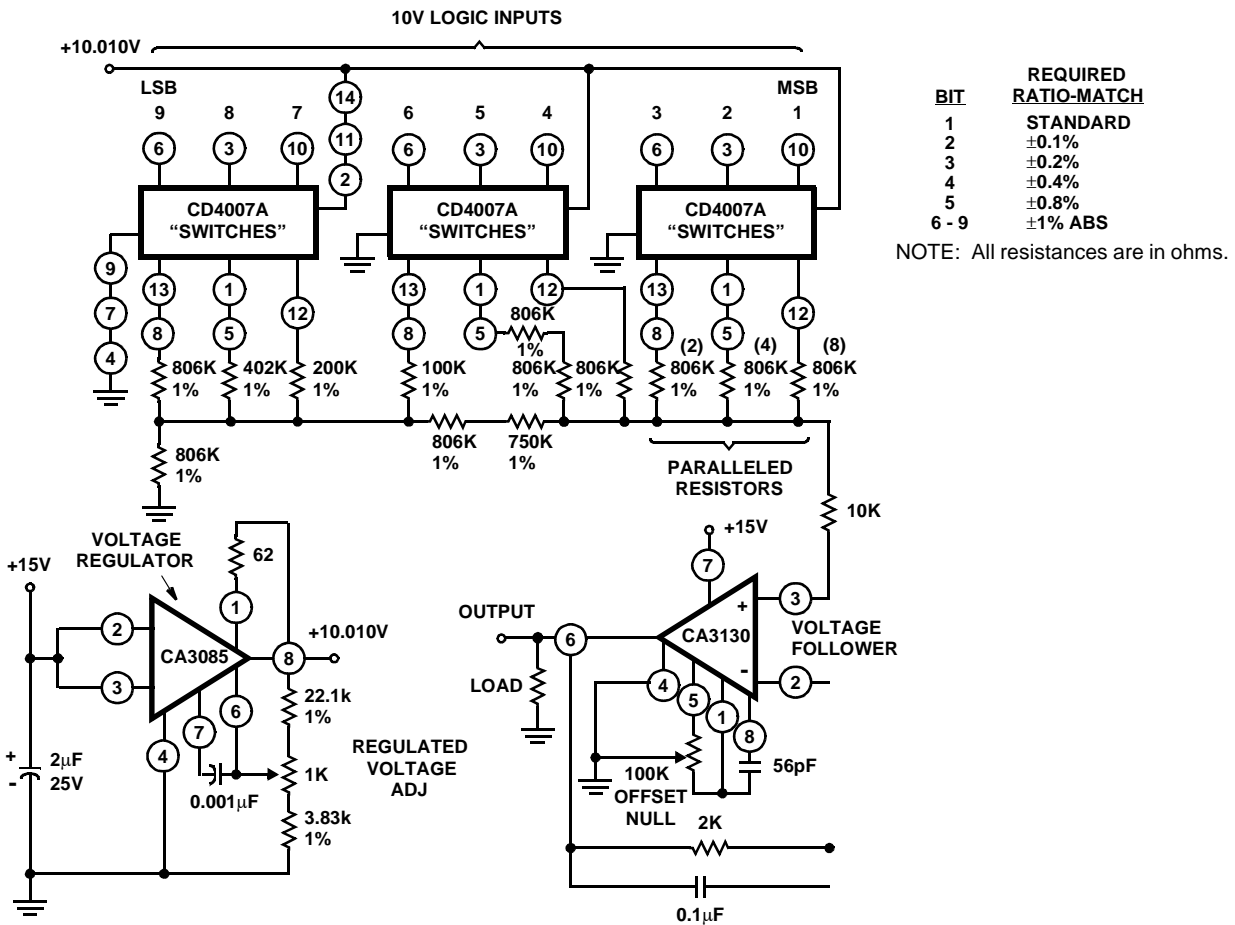 10V LOGIC INPUTS
+10.010V
LSB
MSB
9 8 7 6 5 4 3 2 1
14
11
2
6 3 10 6 3 10 6 3 10
CD4007A
“SWITCHES”
CD4007A
“SWITCHES”
CD4007A
“SWITCHES”
9
7
4
13 1 12
8 5
13 1 12
8 5
13 1 12
8 5
(2) (4) (8)
806K
1%
402K
1%
200K
1%
100K
1%
806K
1%
806K
1%
806K
1%
806K
1%
806K
1%
806K
1%
806K
1%
750K
1%
806K
1%
PARALLELED
RESISTORS
10K
REQUIRED
BIT RATIO-MATCH
1 STANDARD
2 ±0.1%
3 ±0.2%
4 ±0.4%
5 ±0.8%
6 - 9 ±1% ABS
NOTE: All resistances are in ohms.
VOLTAGE
REGULATOR
+15V
62
1
2
3
CA3085
8
+10.010V
6
7
4
22.1k
1%
1K
3.83k
1%
0.001μF
REGULATED
VOLTAGE
ADJ
+
-
2μF
25V
+15V
7
OUTPUT
6
CA3130
+
-
3
2
VOLTAGE
FOLLOWER
LOAD
4
5
1
8
100K
OFFSET
NULL
56pF
2K
0.1μF